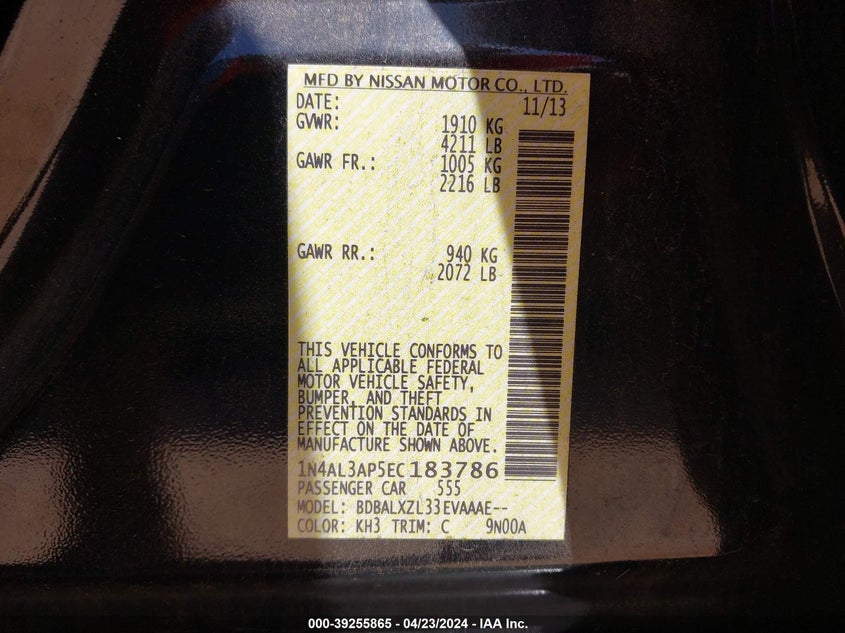 MFD BY NISSAN MOTOR CO., LTD.
DATE: 11/13
GVWR: 1910 KG
4211 LB
GAWR FR.: 1005 KG
2216 LB
GAWR RR.: 940 KG
2072 LB
THIS VEHICLE CONFORMS TO
ALL APPLICABLE FEDERAL
MOTOR VEHICLE SAFETY,
BUMPER, AND THEFT
PREVENTION STANDARDS IN
EFFECT ON THE DATE OF
MANUFACTURE SHOWN ABOVE.
1N4AL3AP5EC183786
PASSENGER CAR 555
MODEL: BDBALXZL33EVAAAE--
COLOR: KH3 TRIM: C 9N00A
000-39255865 / 04/23/2024 - IAA Inc.